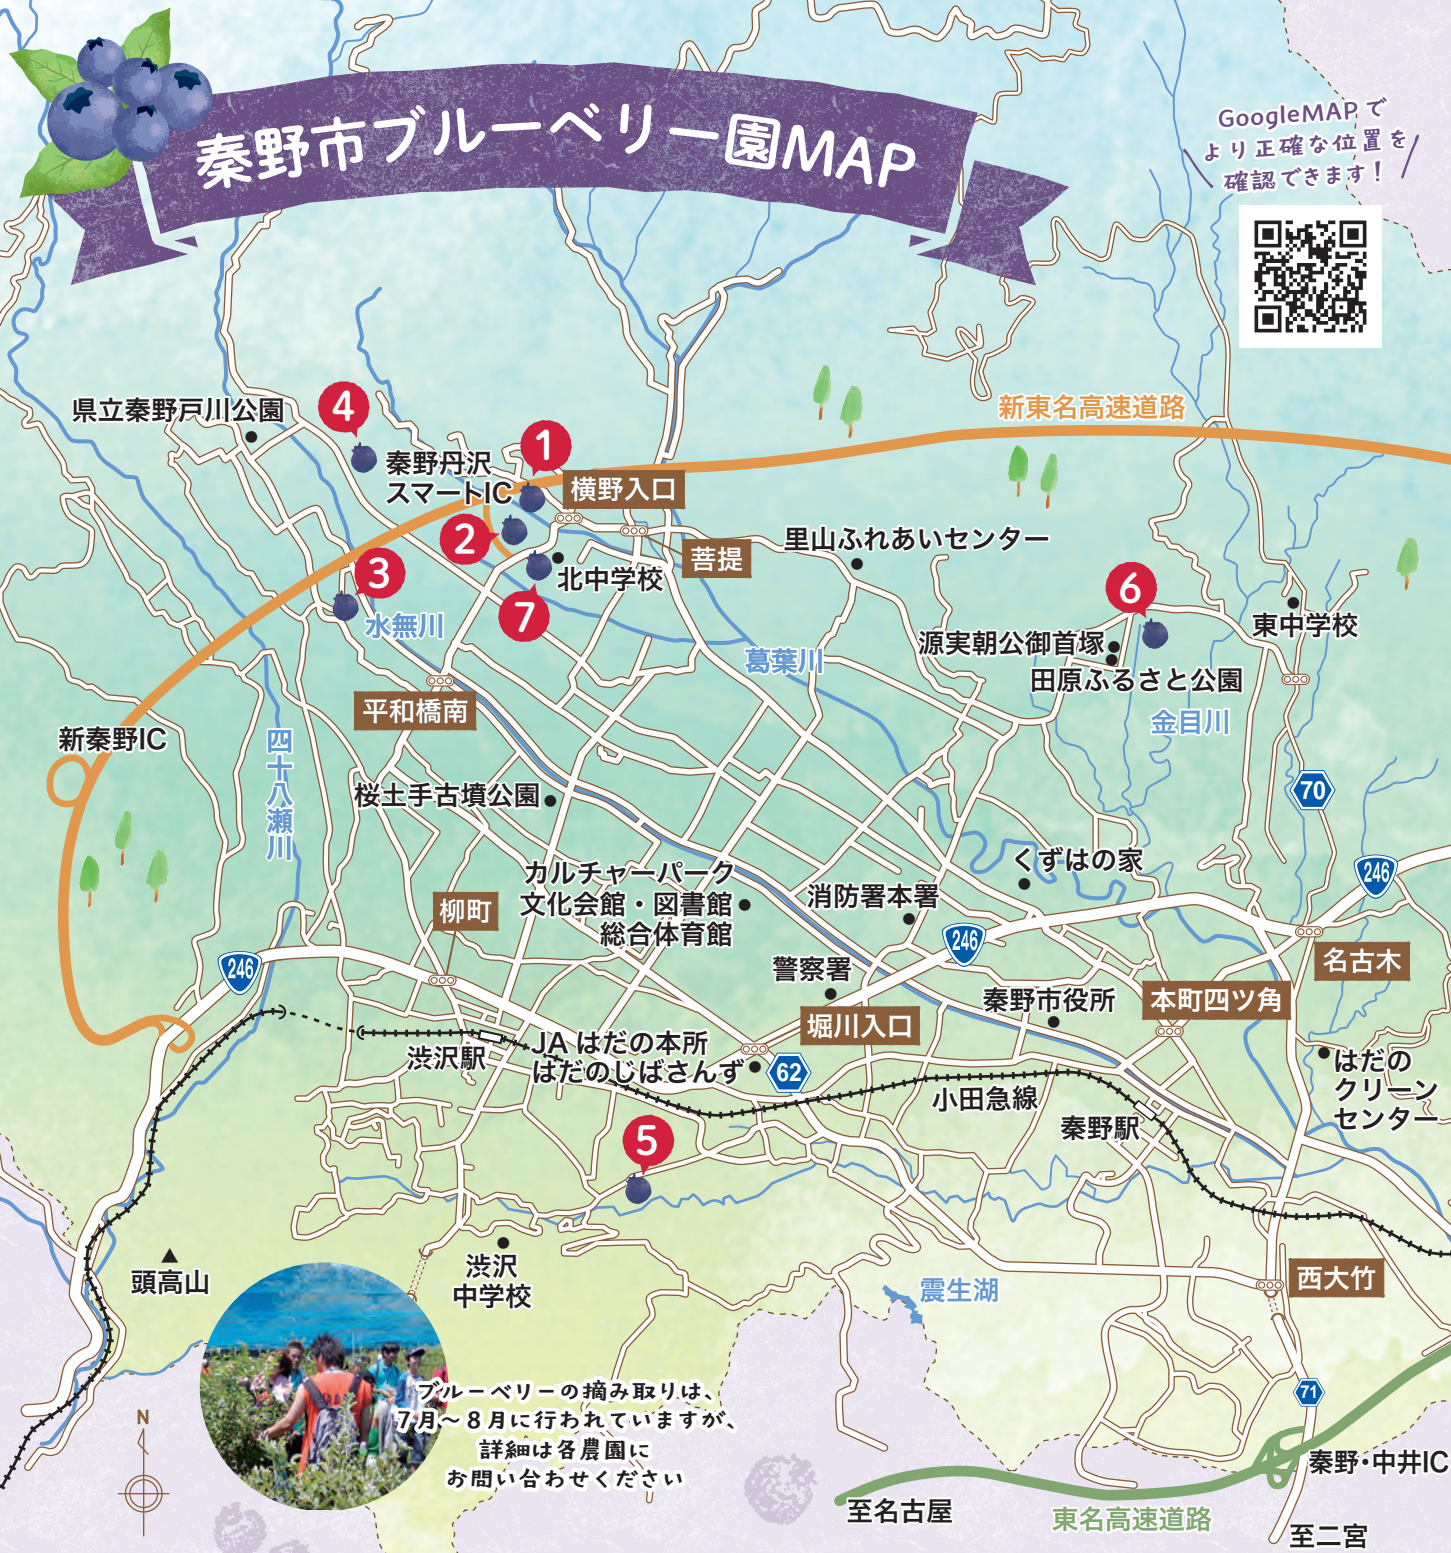 秦野市ブルーベリー園MAP
GoogleMAPで
より正確な位置を
確認できます！
新東名高速道路
県立秦野戸川公園
4
1
秦野丹沢
スマートIC
横野入口
2
菩提
里山ふれあいセンター
3
北中学校
7
6
水無川
東中学校
源実朝公御首塚
葛葉川
田原ふるさと公園
平和橋南
金目川
新秦野IC
四十八瀬川
70
桜土手古墳公園
くずはの家
246
カルチャーパーク
文化会館・図書館
総合体育館
消防署本署
柳町
246
名古木
246
警察署
秦野市役所
本町四ツ角
堀川入口
渋沢駅
JA はだの本所
はだのじばさんず
62
はだの
クリーン
センター
小田急線
秦野駅
5
頭高山
渋沢
中学校
震生湖
西大竹
71
ブルーベリーの摘み取りは、
7月～8月に行われていますが、
詳細は各農園に
お問い合わせください
N
秦野・中井IC
至名古屋
東名高速道路
至二宮